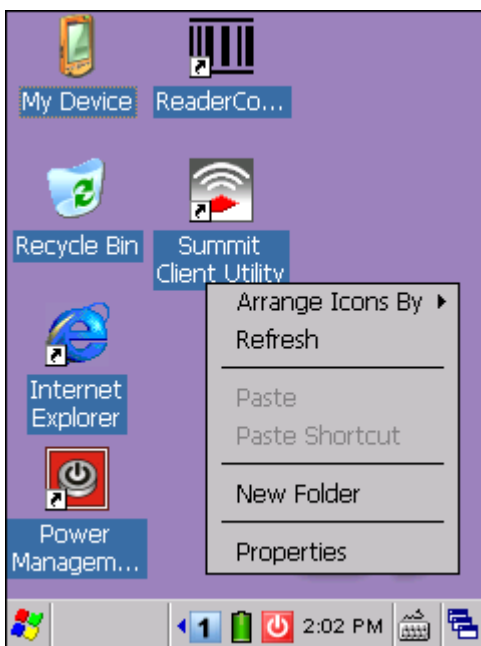 My Device
ReaderCo...
Recycle Bin
Summit
Client Utility
Internet
Explorer
Power
Managem...
Arrange Icons By
Refresh
Paste
Paste Shortcut
New Folder
Properties
1
2:02 PM